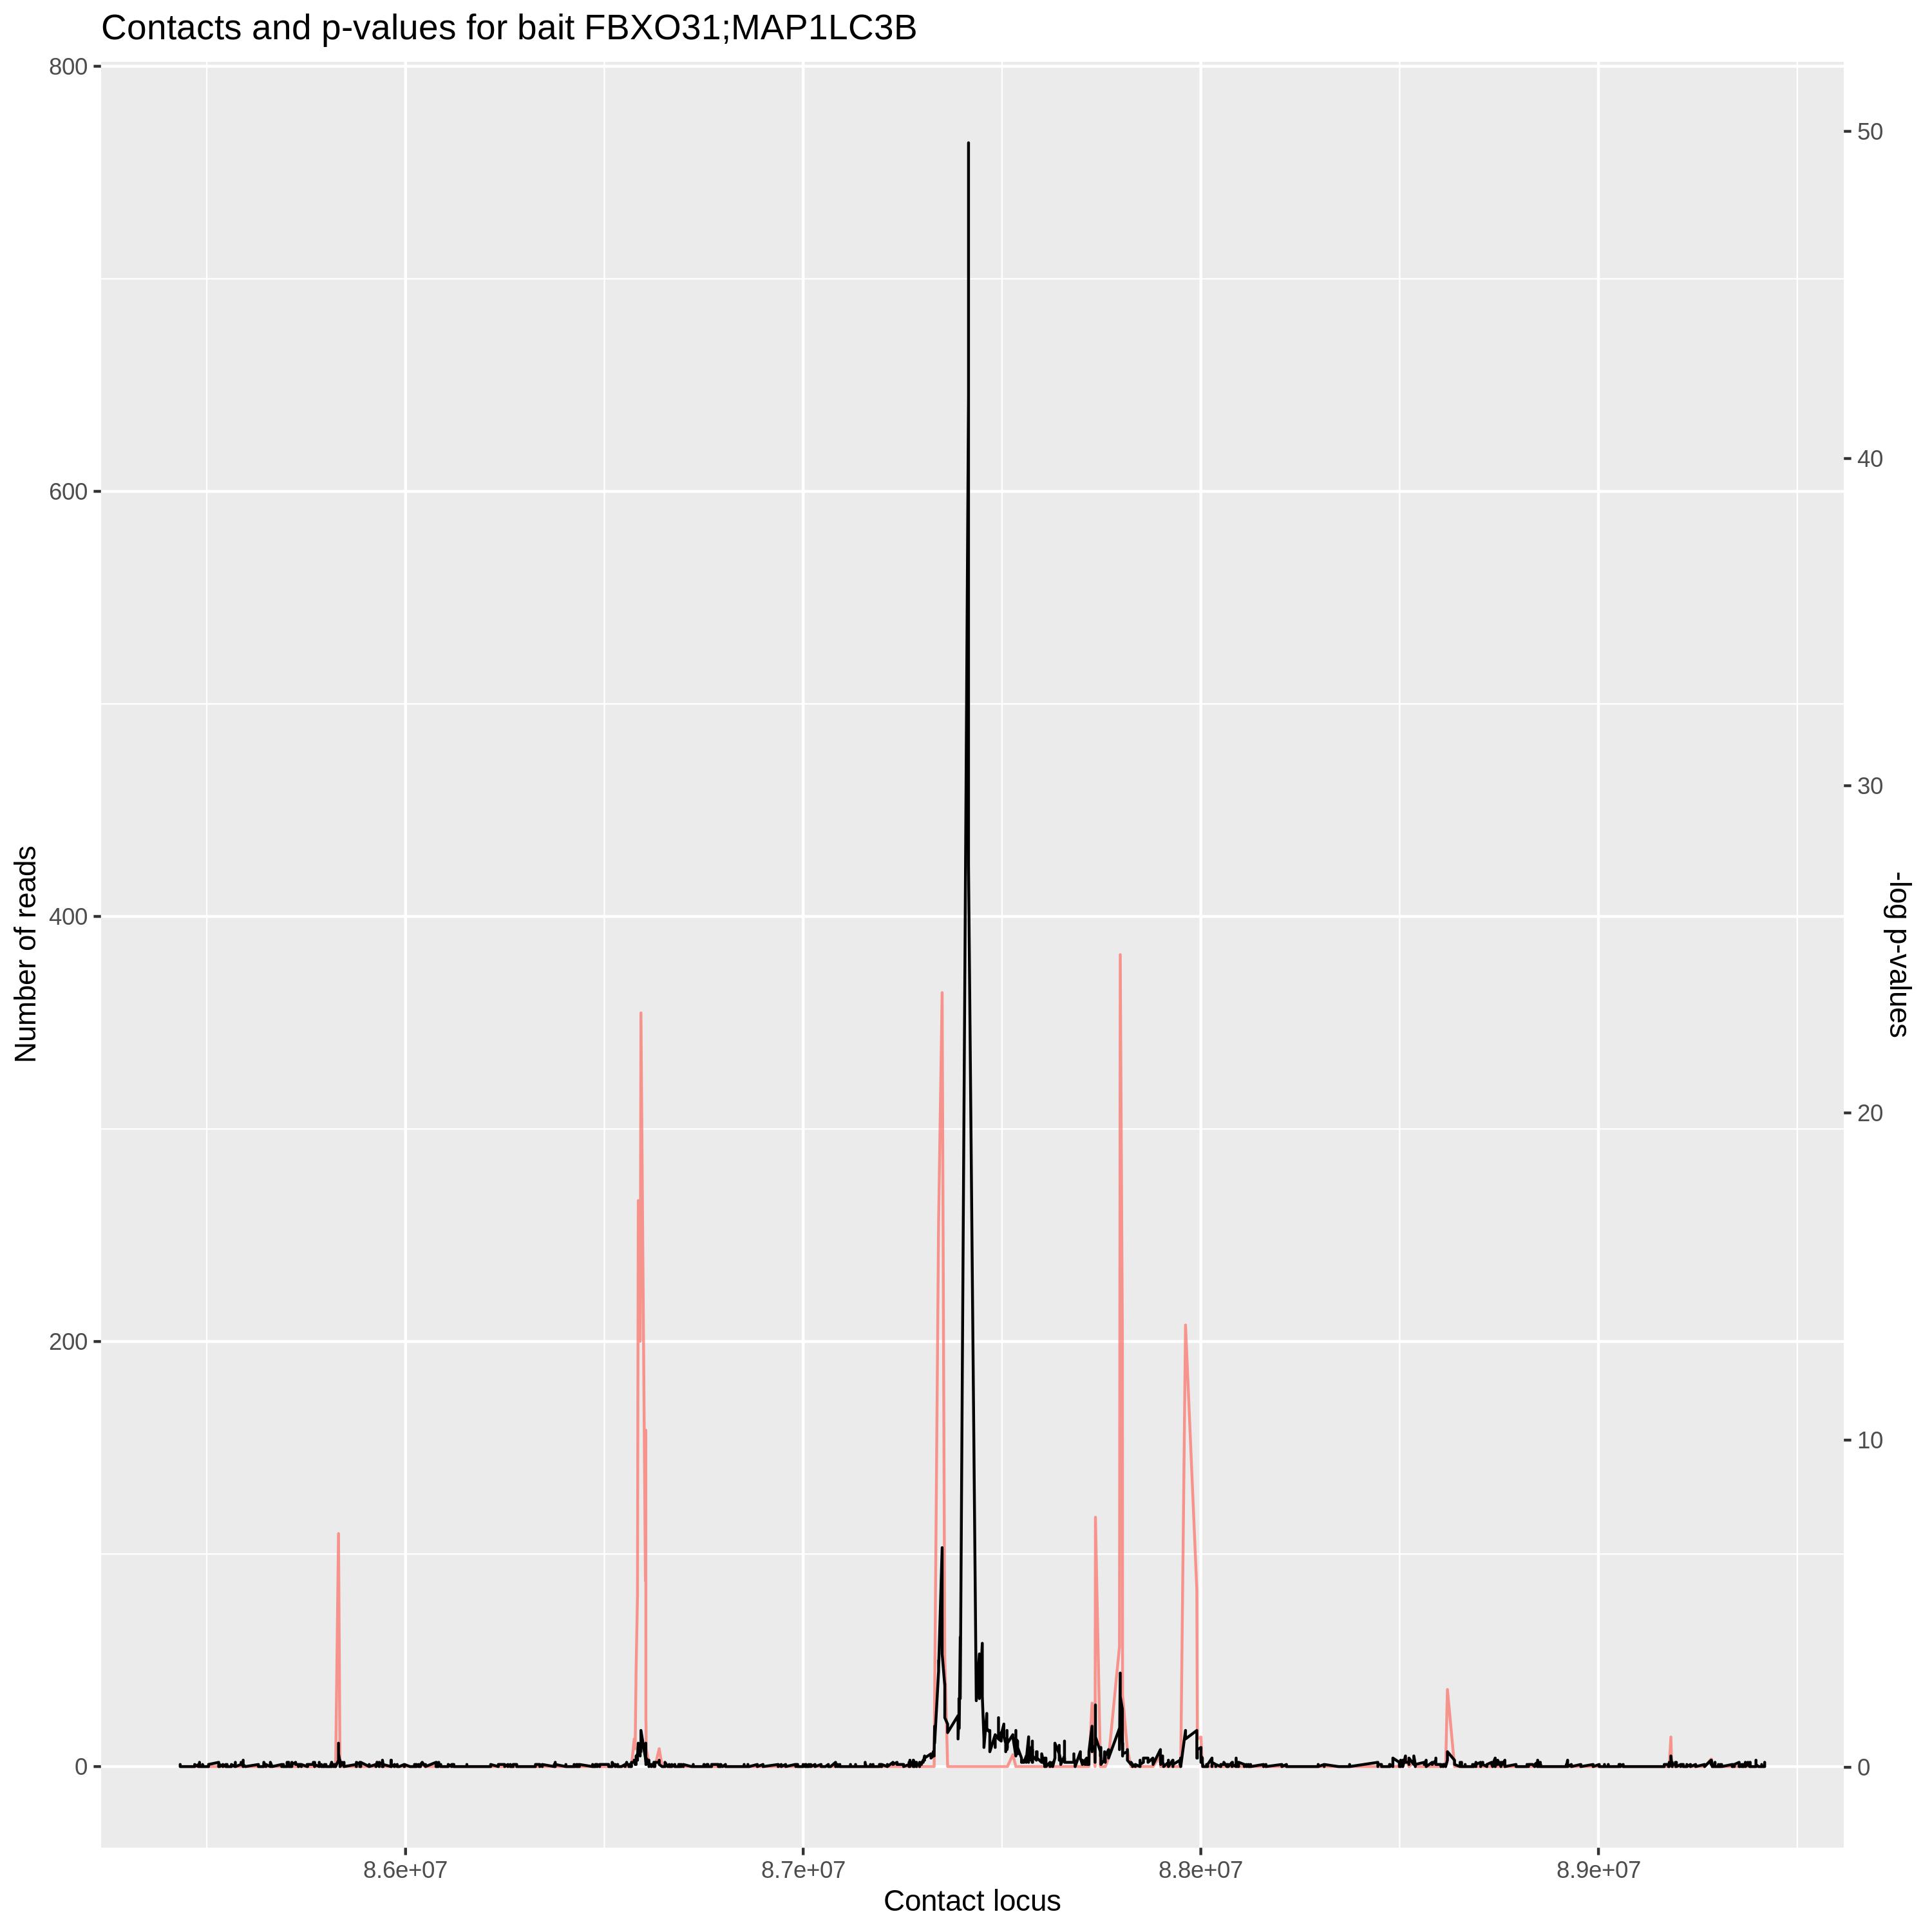 Contacts and p-values for bait FBXO31;MAP1LC3B
800
600
400
200
0
Number of reads
50
40
30
20
10
0
-log p-values
8.6e+07
8.7e+07
8.8e+07
8.9e+07
Contact locus